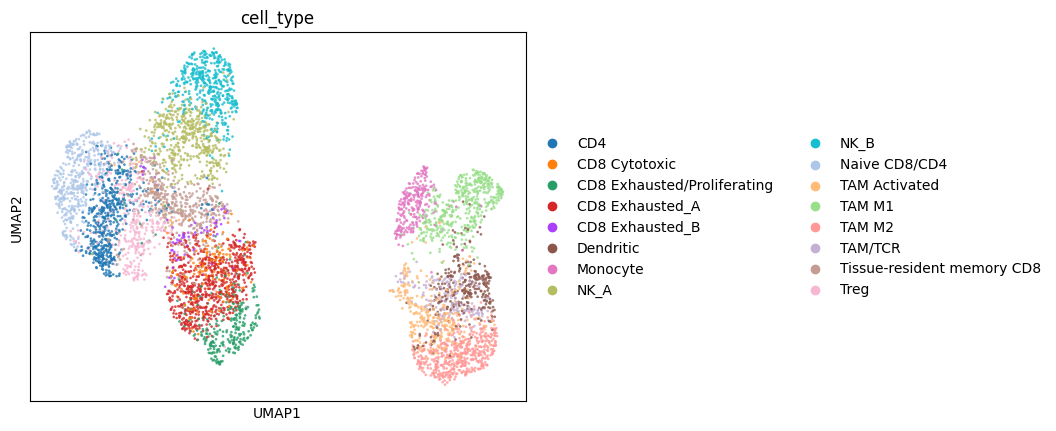 cell_type
UMAP2
UMAP1
CD4
CD8 Cytotoxic
CD8 Exhausted/Proliferating
CD8 Exhausted_A
CD8 Exhausted_B
Dendritic
Monocyte
NK_A
NK_B
Naive CD8/CD4
TAM Activated
TAM M1
TAM M2
TAM/TCR
Tissue-resident memory CD8
Treg